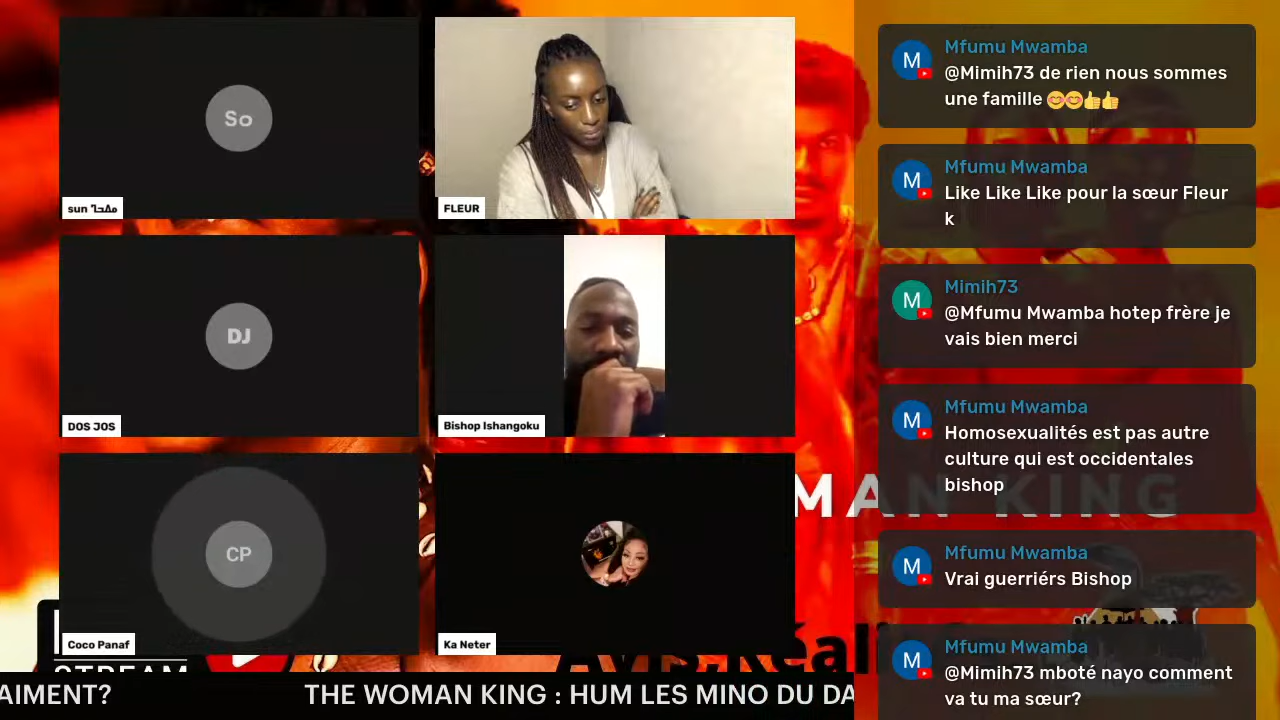 So
FLEUR
DJ
DOS JOS
Bishop Ishangoku
CP
Coco Panaf
Ka Neter
MAN KING
STREAM
AIMENT?
THE WOMAN KING : HUM LES MINO DU DA
Mfumu Mwamba
@Mimih73 de rien nous sommes
une famille 😊😊👍👍
Mfumu Mwamba
Like Like Like pour la sœur Fleur
k
Mimih73
@Mfumu Mwamba hotep frère je
vais bien merci
Mfumu Mwamba
Homosexualités est pas autre
culture qui est occidentales
bishop
Mfumu Mwamba
Vrai guerriérs Bishop
Mfumu Mwamba
@Mimih73 mboté nayo comment
va tu ma sœur?